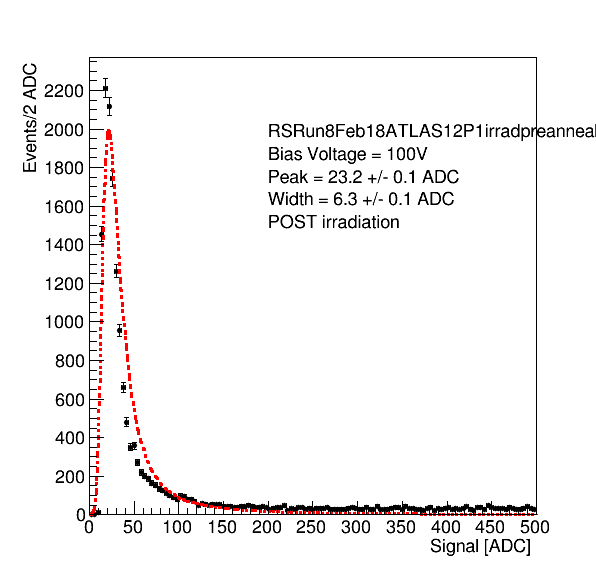 Events/2 ADC
2200
2000
1800
1600
1400
1200
1000
800
600
400
200
0
RSRun8Feb18ATLAS12P1irradpreanneal
Bias Voltage = 100V
Peak = 23.2 +/- 0.1 ADC
Width = 6.3 +/- 0.1 ADC
POST irradiation
0 50 100 150 200 250 300 350 400 450 500
Signal [ADC]